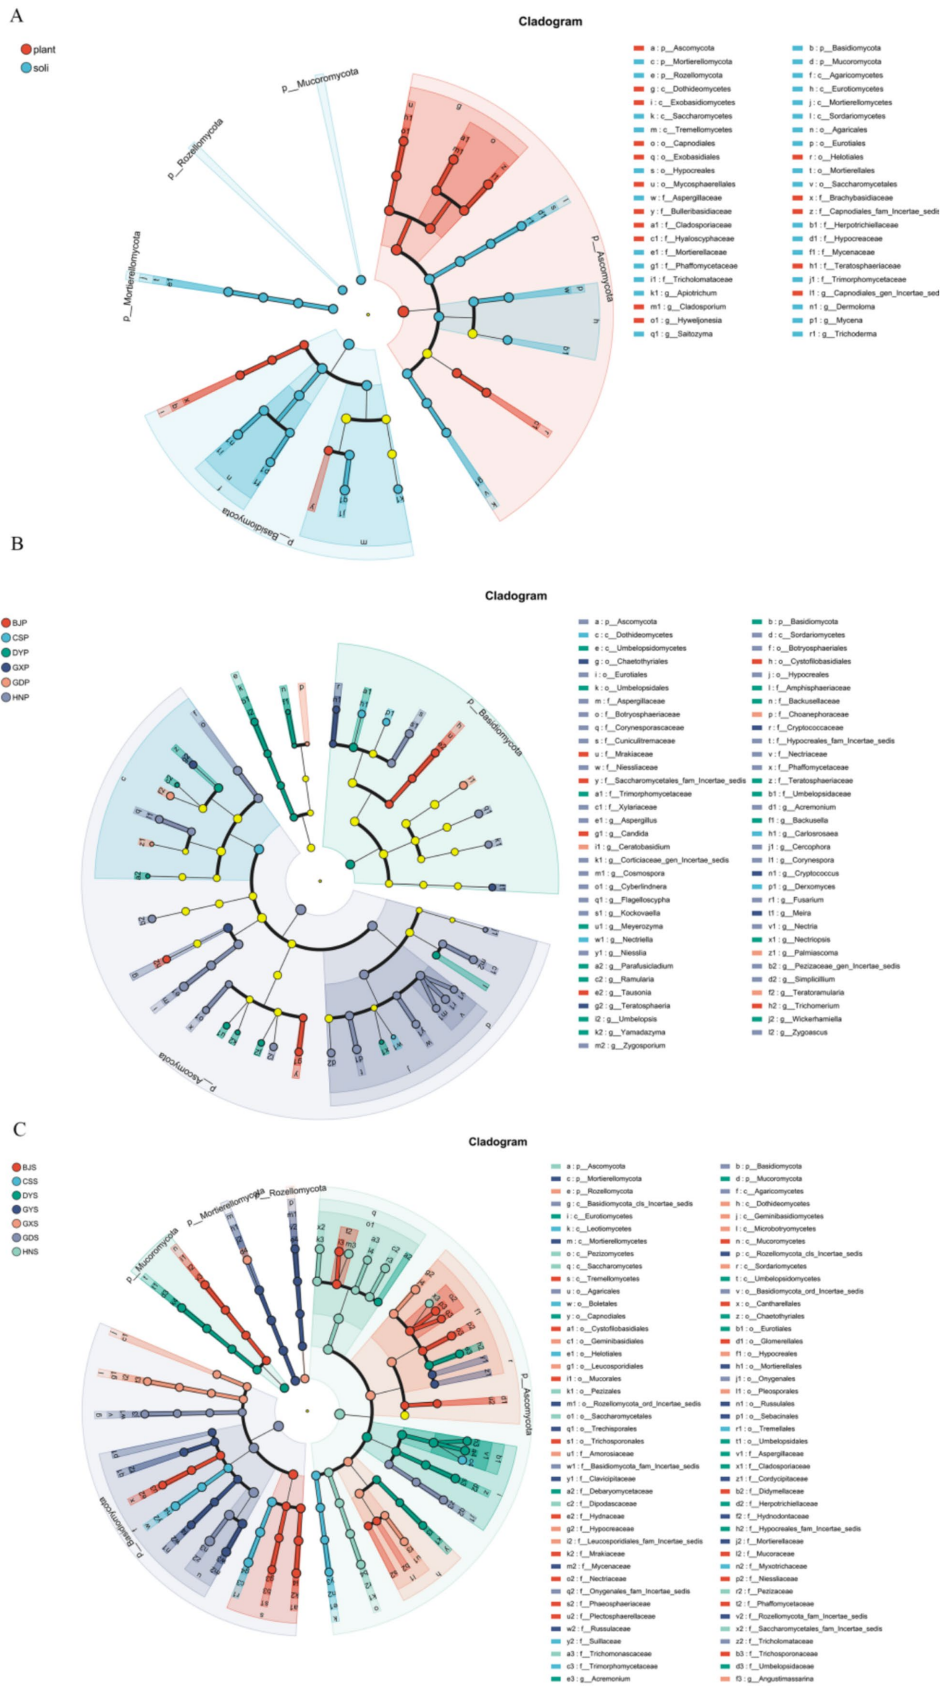 A
Cladogram
plant
soli
p__Mucoromycota
p__Rozellomycota
p__Mortierellomycota
p__Ascomycota
p__Basidiomycota
a : p__Ascomycota
b : p__Basidiomycota
c : p__Mortierellomycota
d : p__Mucoromycota
e : p__Rozellomycota
f : c__Agaricomycetes
g : c__Dothideomycetes
h : c__Eurotiomycetes
i : c__Exobasidiomycetes
j : c__Mortierellomycetes
k : c__Saccharomycetes
l : c__Sordariomycetes
m : c__Tremellomycetes
n : o__Agaricales
o : o__Capnodiales
p : o__Eurotiales
q : o__Exobasidiales
r : o__Helotiales
s : o__Hypocreales
t : o__Mortierellales
u : o__Mycosphaerellales
v : o__Saccharomycetales
w : f__Aspergillaceae
x : f__Brachybasidiaceae
y : f__Bulleribasidiaceae
z : f__Capnodiales_fam_Incertae_sedis
a1 : f__Cladosporiaceae
b1 : f__Herpotrichiellaceae
c1 : f__Hyaloscyphaceae
d1 : f__Hypocreaceae
e1 : f__Mortierellaceae
f1 : f__Mycenaceae
g1 : f__Phaffomycetaceae
h1 : f__Teratosphaeriaceae
i1 : f__Tricholomataceae
j1 : f__Trimorphomycetaceae
k1 : g__Apiotrichum
l1 : g__Capnodiales_gen_Incertae_sed
m1 : g__Cladosporium
n1 : g__Dermoloma
o1 : g__Hyweljonesia
p1 : g__Mycena
q1 : g__Saitozyma
r1 : g__Trichoderma
B
Cladogram
BJP
CSP
DYP
GXP
GDP
HNP
p__Basidiomycota
p__Ascomycota
a : p__Ascomycota
b : p__Basidiomycota
c : c__Dothideomycetes
d : c__Sordariomycetes
e : c__Umbelopsidomycetes
f : o__Botryosphaeriales
g : o__Chaetothyriales
h : o__Cystofilobasidiales
i : o__Eurotiales
j : o__Hypocreales
k : o__Umbelopsidales
l : f__Amphisphaeriaceae
m : f__Aspergillaceae
n : f__Backusellaceae
o : f__Botryosphaeriaceae
p : f__Choanephoraceae
q : f__Corynesporascaceae
r : f__Cryptococcaceae
s : f__Cuniculitremaceae
t : f__Hypocreales_fam_Incertae_sedis
u : f__Mrakiaceae
v : f__Nectriaceae
w : f__Niessliaceae
x : f__Phaffomycetaceae
y : f__Saccharomycetales_fam_Incertae_sedis
z : f__Teratosphaeriaceae
a1 : f__Trimorphomycetaceae
b1 : f__Umbelopsidaceae
c1 : f__Xylariaceae
d1 : g__Acremonium
e1 : g__Aspergillus
f1 : g__Backusella
g1 : g__Candida
h1 : g__Carlosrosaea
i1 : g__Ceratobasidium
j1 : g__Cercophora
k1 : g__Corticiaceae_gen_Incertae_sedis
l1 : g__Corynespora
m1 : g__Cosmospora
n1 : g__Cryptococcus
o1 : g__Cyberlindnera
p1 : g__Derxomyces
q1 : g__Flagelloscypha
r1 : g__Fusarium
s1 : g__Kockovaella
t1 : g__Meira
u1 : g__Meyerozyma
v1 : g__Nectria
w1 : g__Nectriella
x1 : g__Nectriopsis
y1 : g__Niesslia
z1 : g__Palmiascoma
a2 : g__Parafusicladium
b2 : g__Pezizaceae_gen_Incertae_sedis
c2 : g__Ramularia
d2 : g__Simplicillium
e2 : g__Tausonia
f2 : g__Teratoramularia
g2 : g__Teratosphaeria
h2 : g__Trichomerium
i2 : g__Umbelopsis
j2 : g__Wickerhamiella
k2 : g__Yamadazyma
l2 : g__Zygoascus
m2 : g__Zygosporium
C
Cladogram
BJS
CSS
DYS
GYS
GXS
GDS
HNS
p__Mucoromycota
p__Mortierellomycota
p__Rozellomycota
p__Ascomycota
p__Basidiomycota
a : p__Ascomycota
b : p__Basidiomycota
c : p__Mortierellomycota
d : p__Mucoromycota
e : p__Rozellomycota
f : c__Agaricomycetes
g : c__Basidiomycota_cls_Incertae_sedis
h : c__Dothideomycetes
i : c__Eurotiomycetes
j : c__Geminibasidiomycetes
k : c__Leotiomycetes
l : c__Microbotryomycetes
m : c__Mortierellomycetes
n : c__Mucoromycetes
o : c__Pezizomycetes
p : c__Rozellomycota_cls_Incertae_sedis
q : c__Saccharomycetes
r : c__Sordariomycetes
s : c__Tremellomycetes
t : c__Umbelopsidomycetes
u : o__Agaricales
v : o__Basidiomycota_ord_Incertae_sedis
w : o__Boletales
x : o__Cantharellales
y : o__Capnodiales
z : o__Chaetothyriales
a1 : o__Cystofilobasidiales
b1 : o__Eurotiales
c1 : o__Geminibasidiales
d1 : o__Glomerellales
e1 : o__Helotiales
f1 : o__Hypocreales
g1 : o__Leucosporidiales
h1 : o__Mortierellales
i1 : o__Mucorales
j1 : o__Onygenales
k1 : o__Pezizales
l1 : o__Pleosporales
m1 : o__Rozellomycota_ord_Incertae_sedis
n1 : o__Russulales
o1 : o__Saccharomycetales
p1 : o__Sebacinales
q1 : o__Trechisporales
r1 : o__Tremellales
s1 : o__Trichosporonales
t1 : o__Umbelopsidales
u1 : f__Amorosiaceae
v1 : f__Aspergillaceae
w1 : f__Basidiomycota_fam_Incertae_sedis
x1 : f__Cladosporiaceae
y1 : f__Clavicipitaceae
z1 : f__Cordycipitaceae
a2 : f__Debaryomycetaceae
b2 : f__Didymellaceae
c2 : f__Dipodascaceae
d2 : f__Herpotrichiellaceae
e2 : f__Hydnaceae
f2 : f__Hydnodontaceae
g2 : f__Hypocreaceae
h2 : f__Hypocreales_fam_Incertae_sedis
i2 : f__Leucosporidiales_fam_Incertae_sedis
j2 : f__Mortierellaceae
k2 : f__Mrakiaceae
l2 : f__Mucoraceae
m2 : f__Mycenaceae
n2 : f__Myxotrichaceae
o2 : f__Nectriaceae
p2 : f__Niessliaceae
q2 : f__Onygenales_fam_Incertae_sedis
r2 : f__Pezizaceae
s2 : f__Phaeosphaeriaceae
t2 : f__Phaffomycetaceae
u2 : f__Plectosphaerellaceae
v2 : f__Rozellomycota_fam_Incertae_sedis
w2 : f__Russulaceae
x2 : f__Saccharomycetales_fam_Incertae_sedis
y2 : f__Suillaceae
z2 : f__Tricholomataceae
a3 : f__Trichomonascaceae
b3 : f__Trichosporonaceae
c3 : f__Trimorphomycetaceae
d3 : f__Umbelopsidaceae
e3 : g__Acremonium
f3 : g__Angustimassarina